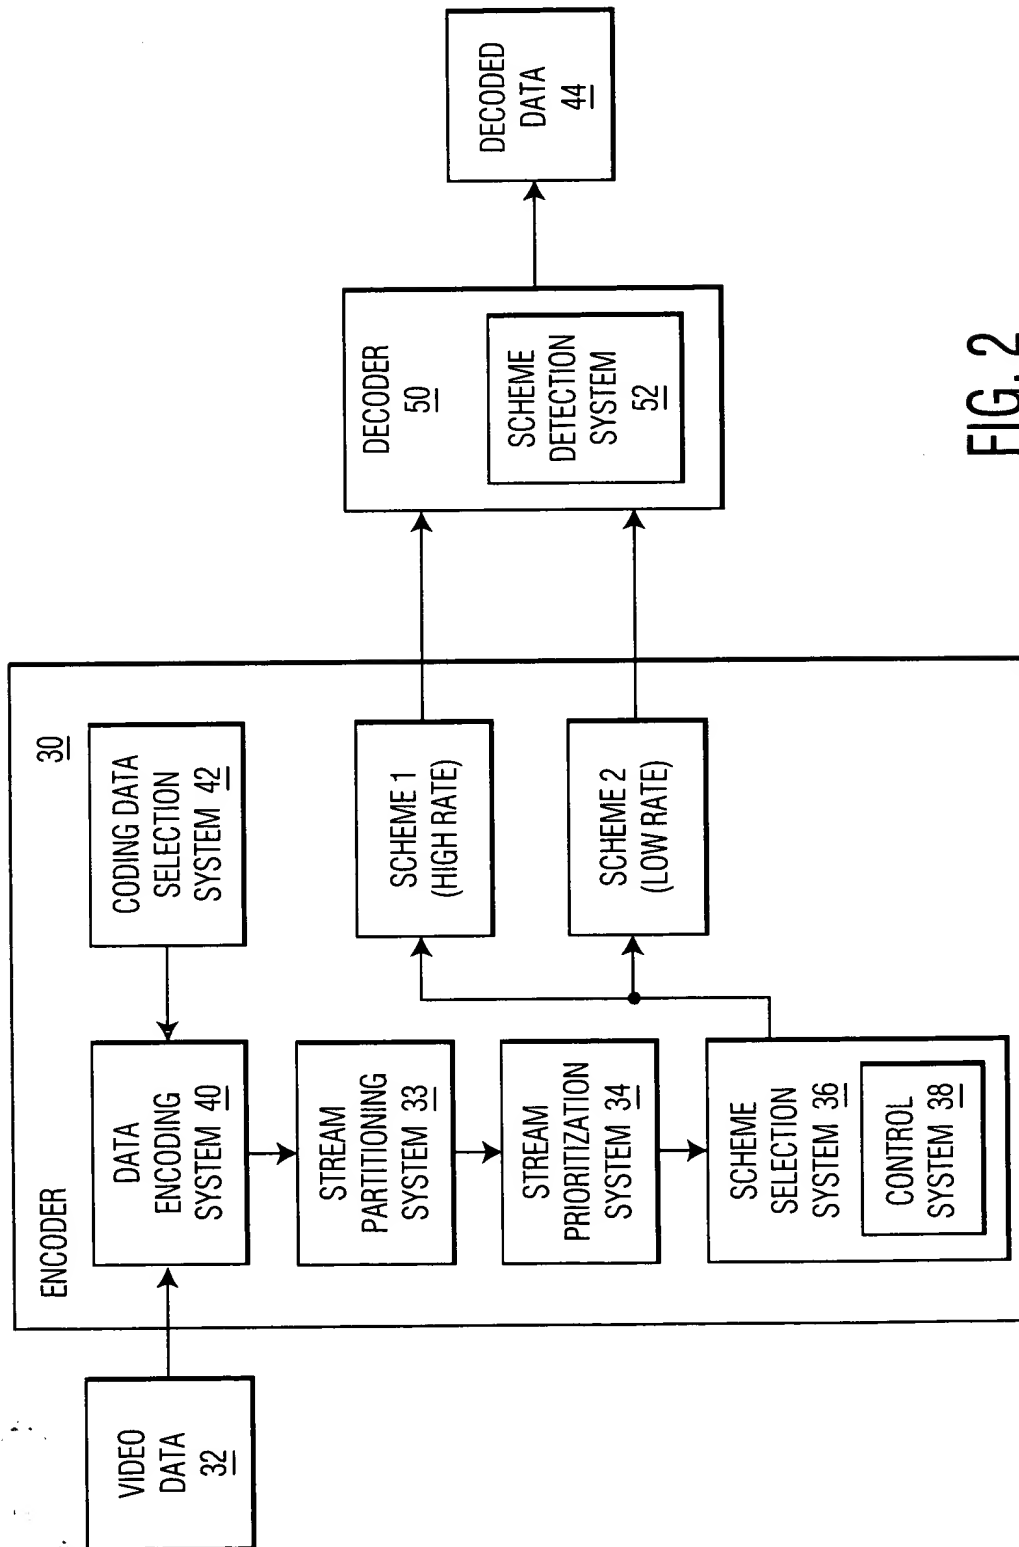 VIDEO
DATA
32
ENCODER
30
DATA
ENCODING
SYSTEM 40
CODING DATA
SELECTION
SYSTEM 42
STREAM
PARTITIONING
SYSTEM 33
STREAM
PRIORITIZATION
SYSTEM 34
SCHEME
SELECTION
SYSTEM 36
CONTROL
SYSTEM 38
SCHEME 1
(HIGH RATE)
SCHEME 2
(LOW RATE)
DECODER
50
SCHEME
DETECTION
SYSTEM
52
DECODED
DATA
44
FIG. 2